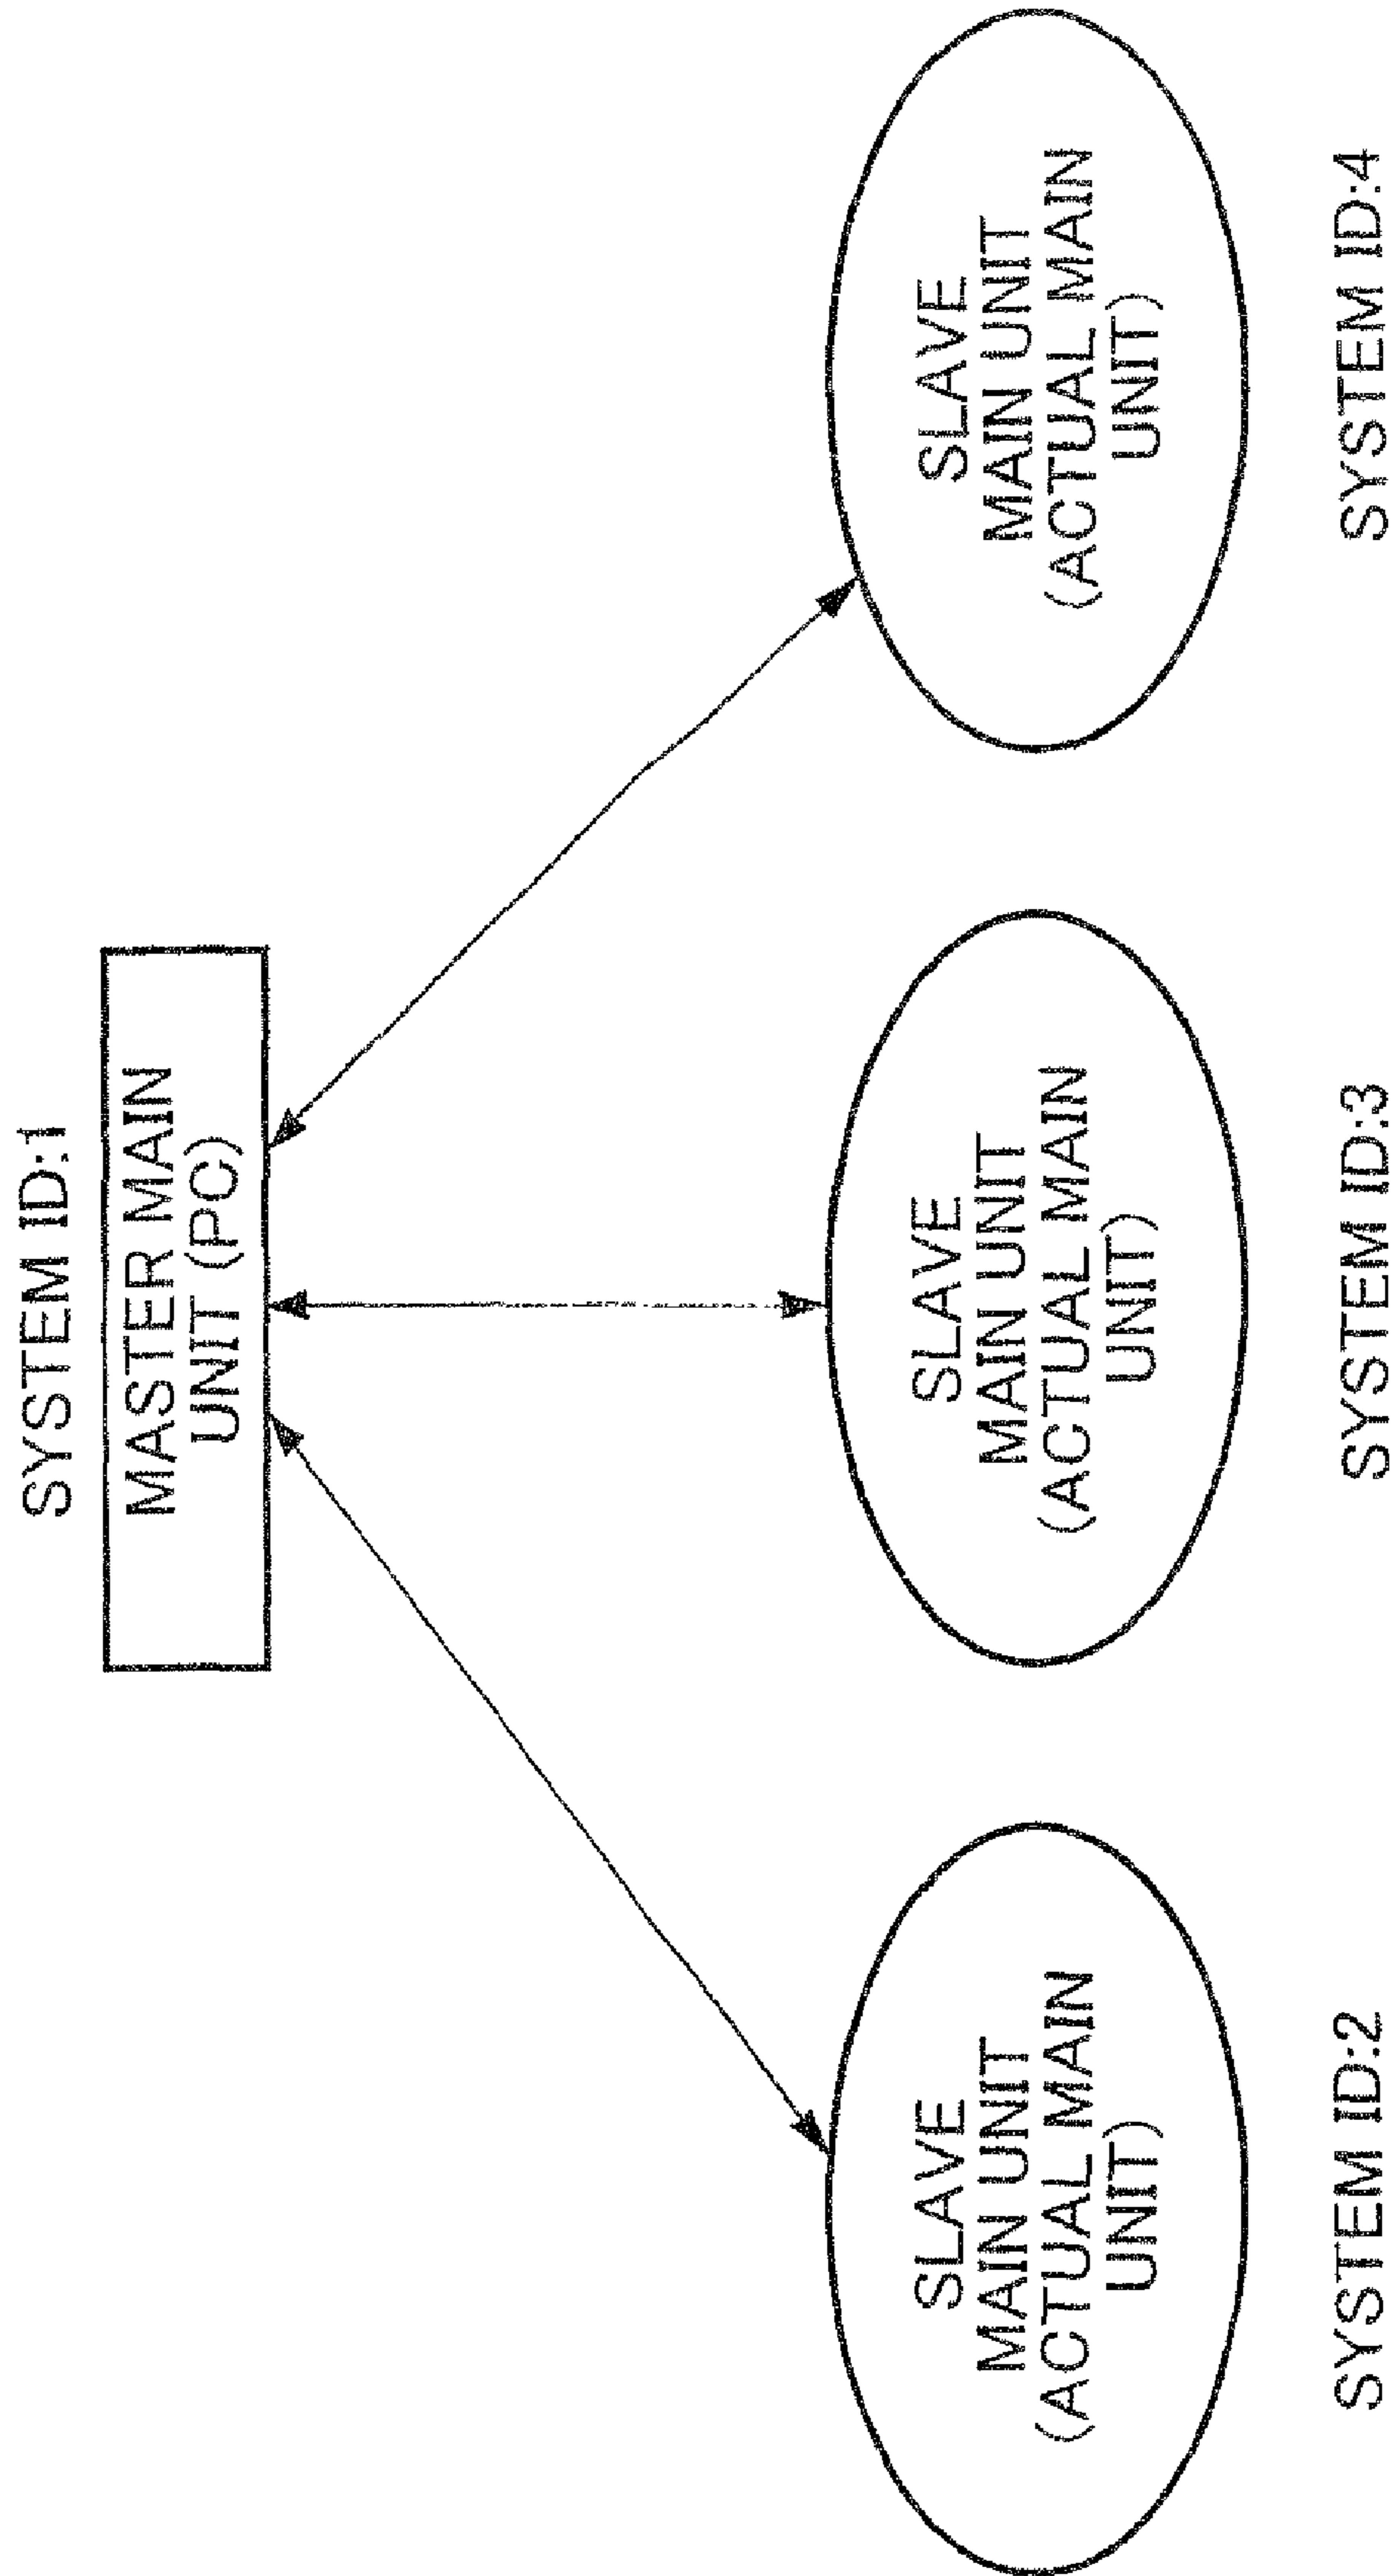 SYSTEM ID:1
MASTER MAIN
UNIT (PC)
SLAVE
MAIN UNIT
(ACTUAL MAIN
UNIT)
SYSTEM ID:2
SLAVE
MAIN UNIT
(ACTUAL MAIN
UNIT)
SYSTEM ID:3
SLAVE
MAIN UNIT
(ACTUAL MAIN
UNIT)
SYSTEM ID:4